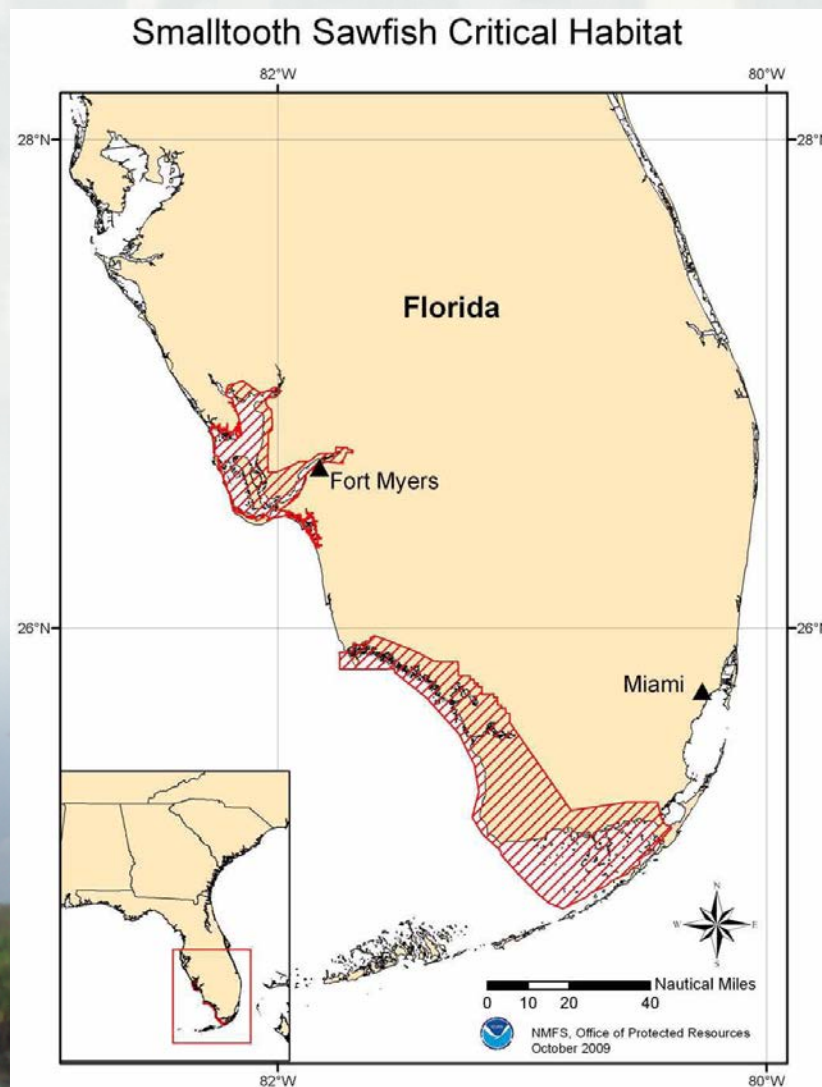 Smalltooth Sawfish Critical Habitat
82°W
80°W
28°N
28°N
Florida
Fort Myers
26°N
26°N
Miami
N
W
E
S
Nautical Miles
0 10 20 40
NMFS, Office of Protected Resources
October 2009
82°W
80°W